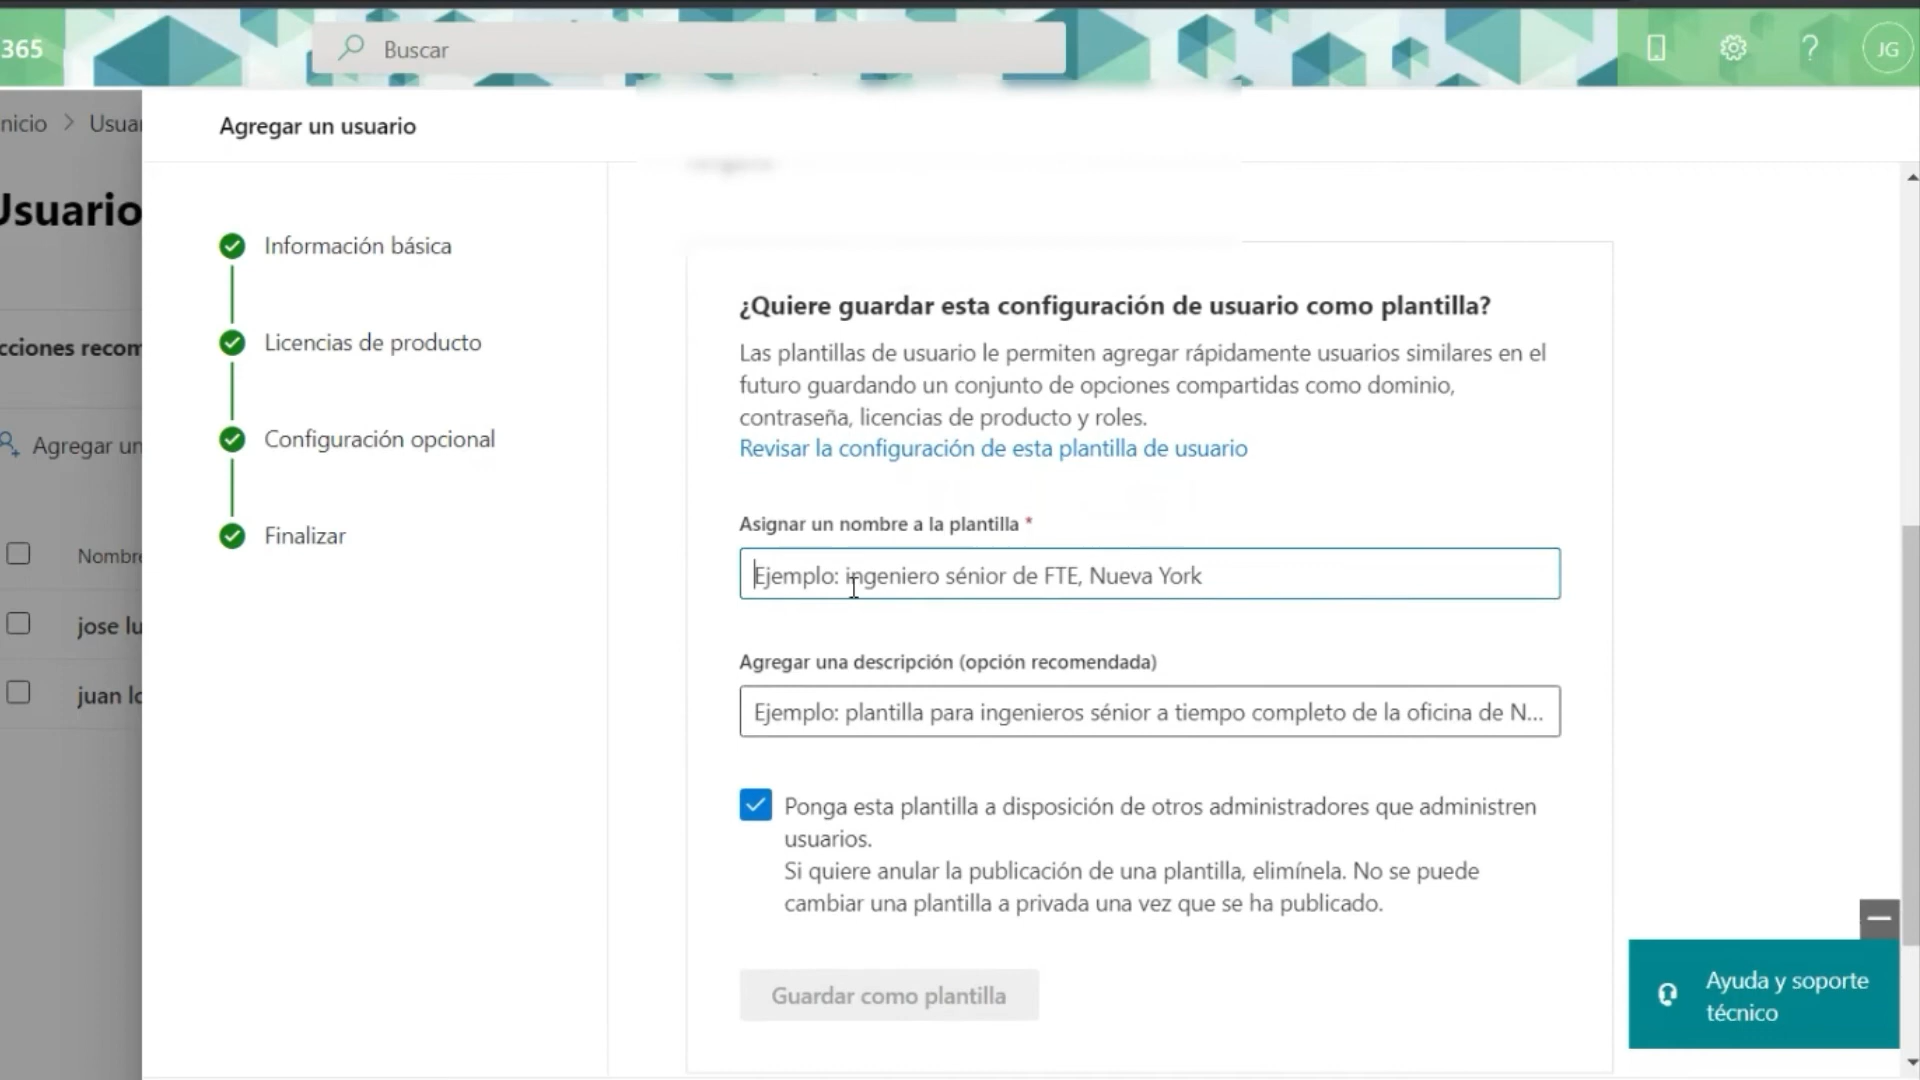 365
Buscar
JG
nicio > Usuar
Agregar un usuario
Usuario
Información básica
Licencias de producto
Configuración opcional
Finalizar
cciones recom
Agregar un
Nombre
jose lu
juan lo
¿Quiere guardar esta configuración de usuario como plantilla?
Las plantillas de usuario le permiten agregar rápidamente usuarios similares en el
futuro guardando un conjunto de opciones compartidas como dominio,
contraseña, licencias de producto y roles.
Revisar la configuración de esta plantilla de usuario
Asignar un nombre a la plantilla *
Ejemplo: ingeniero sénior de FTE, Nueva York
Agregar una descripción (opción recomendada)
Ejemplo: plantilla para ingenieros sénior a tiempo completo de la oficina de N...
Ponga esta plantilla a disposición de otros administradores que administren
usuarios.
Si quiere anular la publicación de una plantilla, elimínela. No se puede
cambiar una plantilla a privada una vez que se ha publicado.
Guardar como plantilla
Ayuda y soporte
técnico